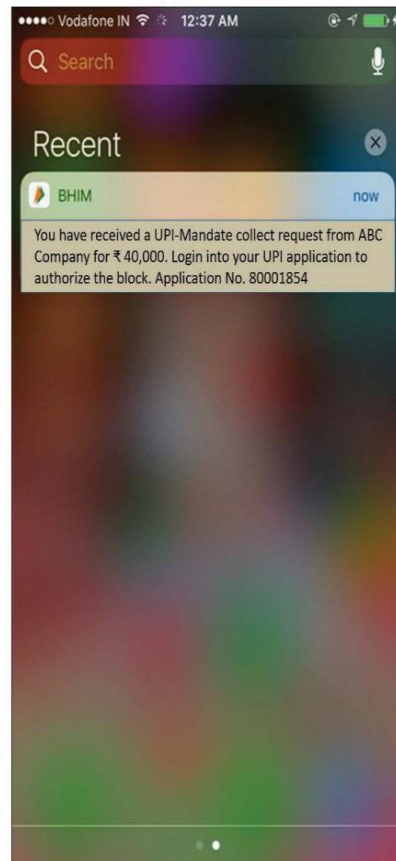 Vodafone IN 12:37 AM
Search
Recent
BHIM now
You have received a UPI-Mandate collect request from ABC
Company for ₹ 40,000. Login into your UPI application to
authorize the block. Application No. 80001854